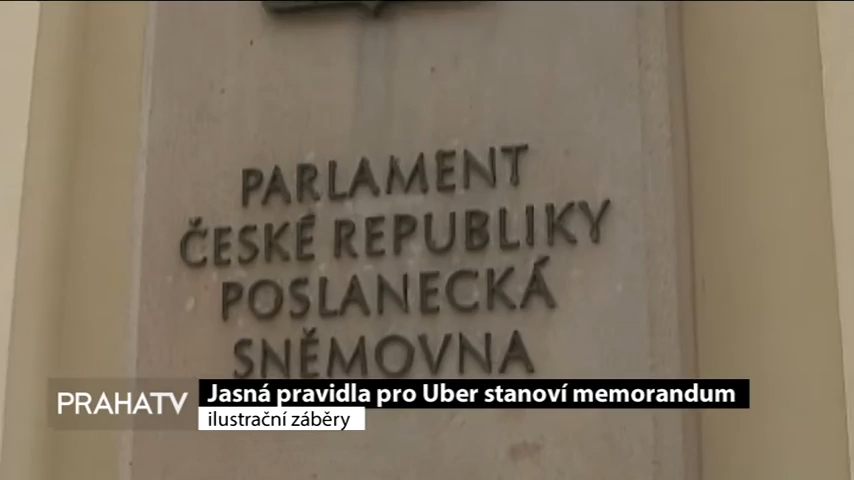 PARLAMENT
ČESKÉ REPUBLIKY
POSLANECKÁ
SNĚMOVNA
PRAHATV
Jasná pravidla pro Uber stanoví memorandum
ilustrační záběry